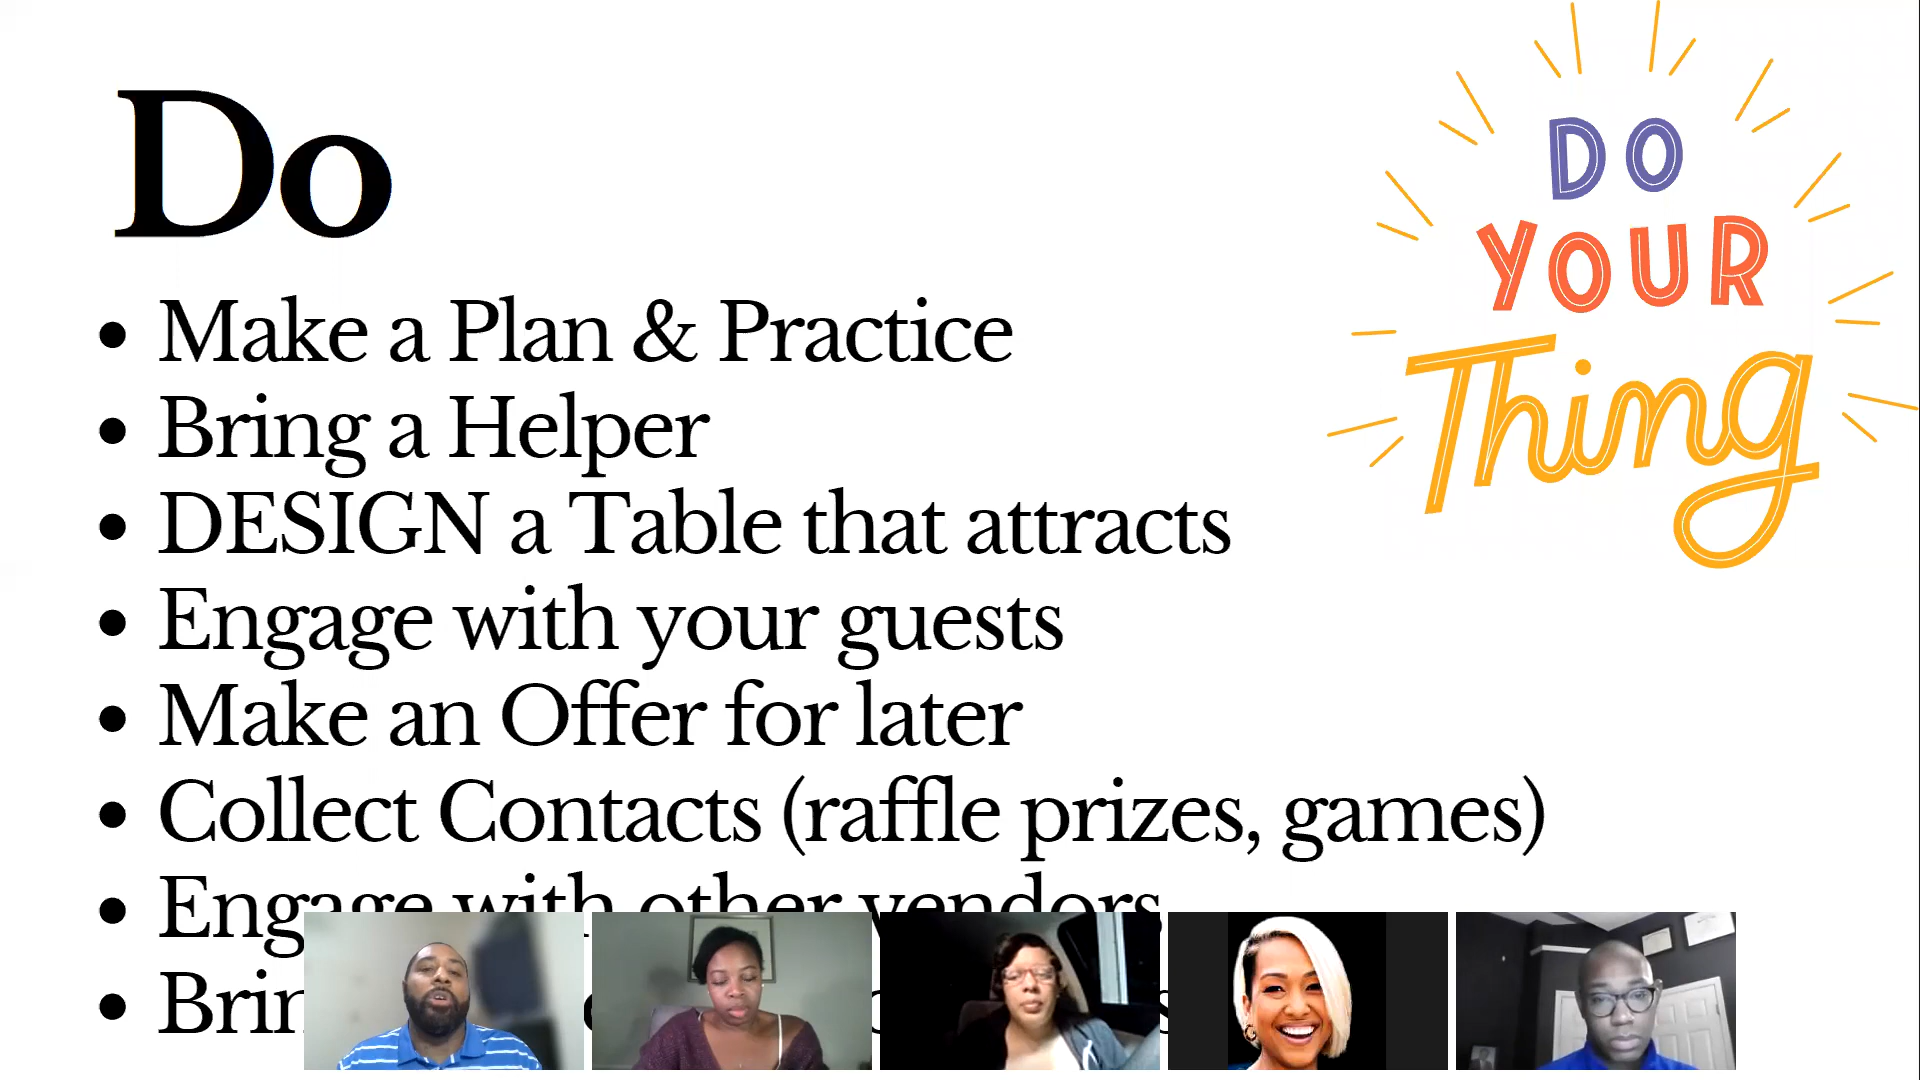 Do
DO
YOUR
Thing
Make a Plan & Practice
Bring a Helper
DESIGN a Table that attracts
Engage with your guests
Make an Offer for later
Collect Contacts (raffle prizes, games)
Engage with other vendors